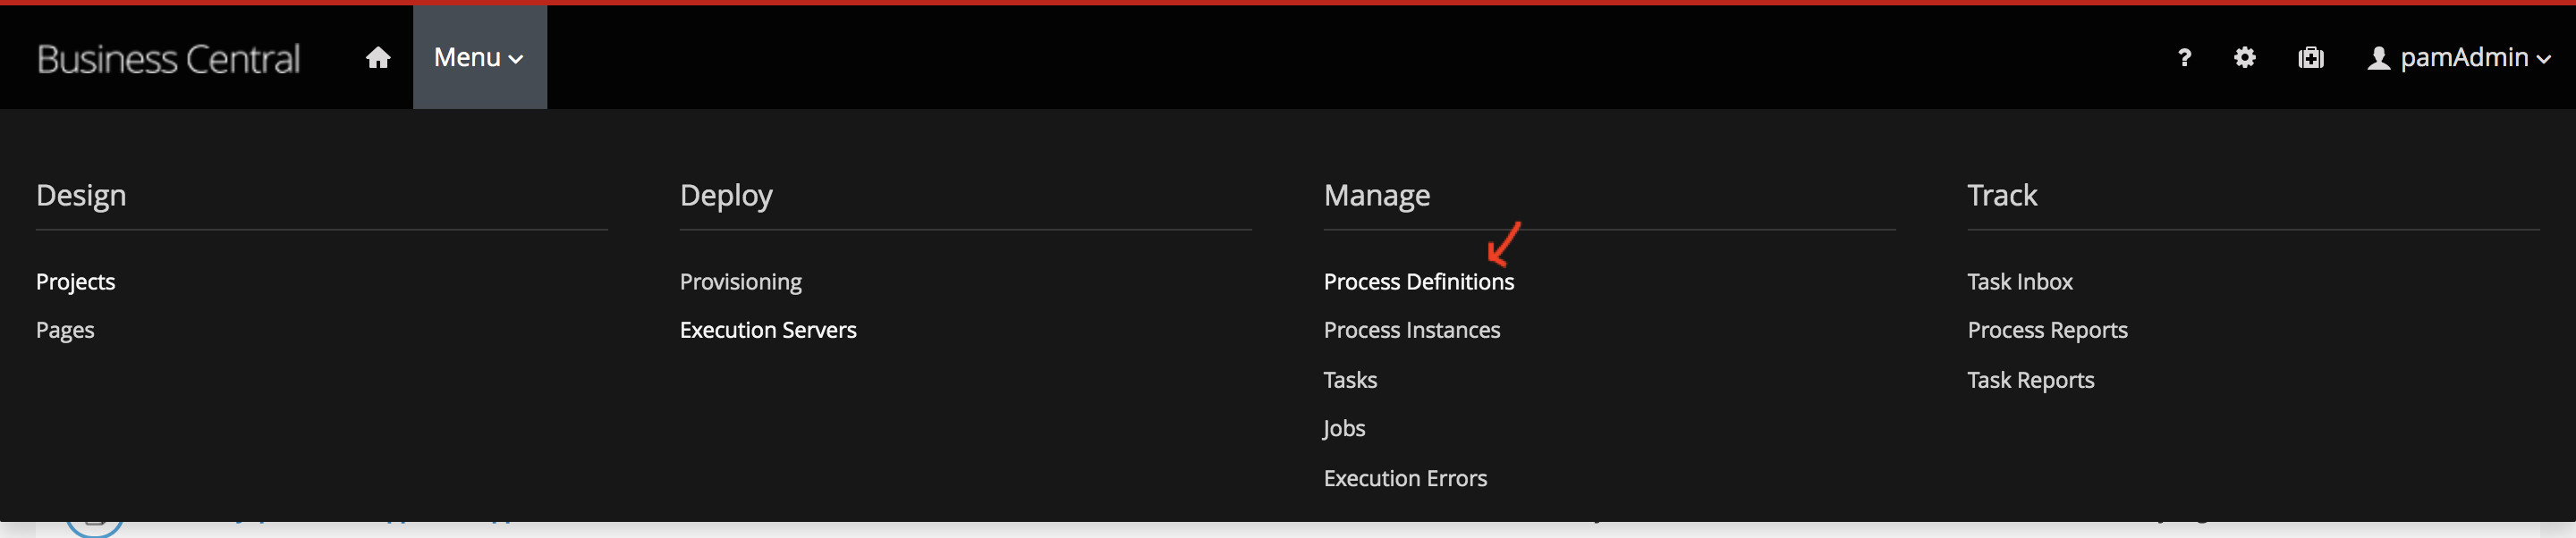 Business Central
Menu
?
pamAdmin
Design
Projects
Pages
Deploy
Provisioning
Execution Servers
Manage
Process Definitions
Process Instances
Tasks
Jobs
Execution Errors
Track
Task Inbox
Process Reports
Task Reports